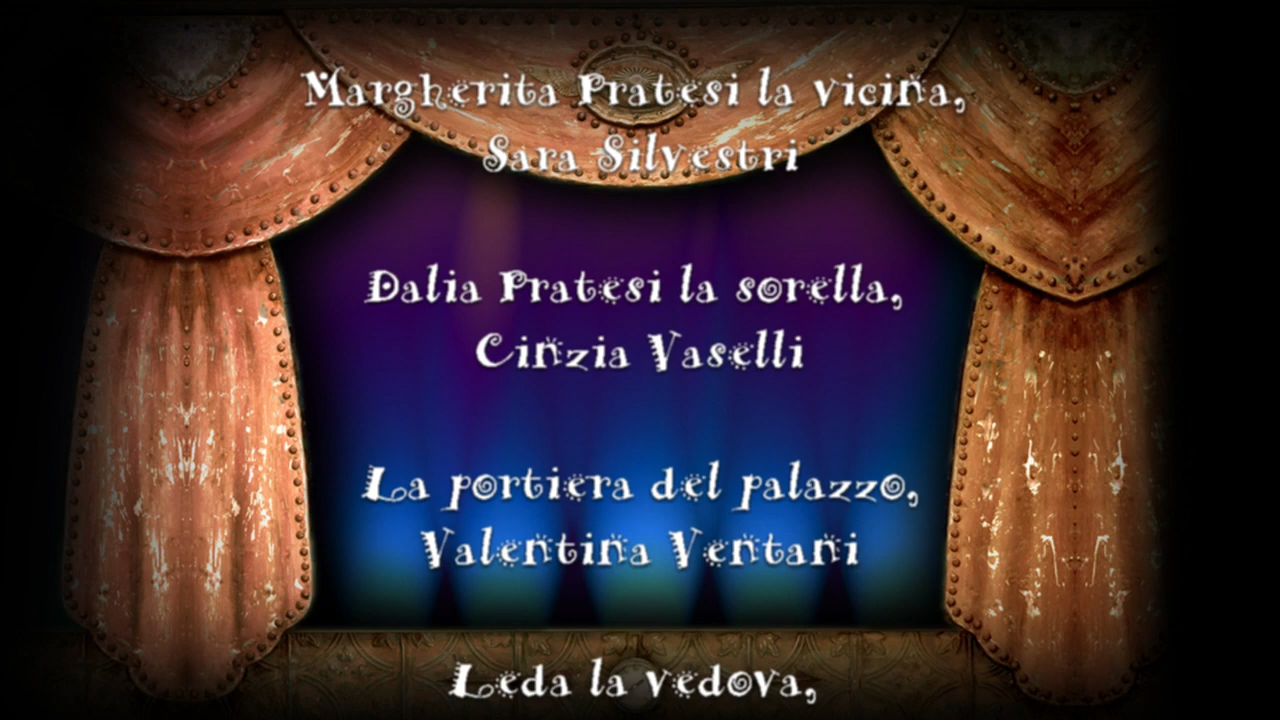 Margherita Pratesi la vicina,
Sara Silvestri
Dalia Pratesi la sorella,
Cinzia Vaselli
La portiera del palazzo,
Valentina Ventani
Leda la vedova,